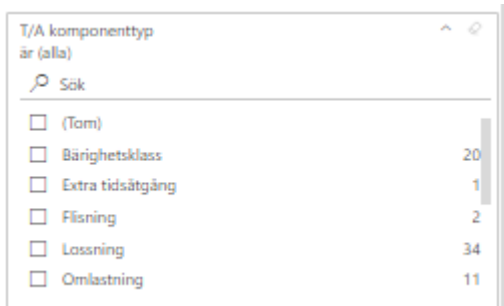 T/A komponenttyp
är (alla)
Sök
(Tom)
Bärighetsklass 20
Extra tidsåtgång 1
Flisning 2
Lossning 34
Omlastning 11